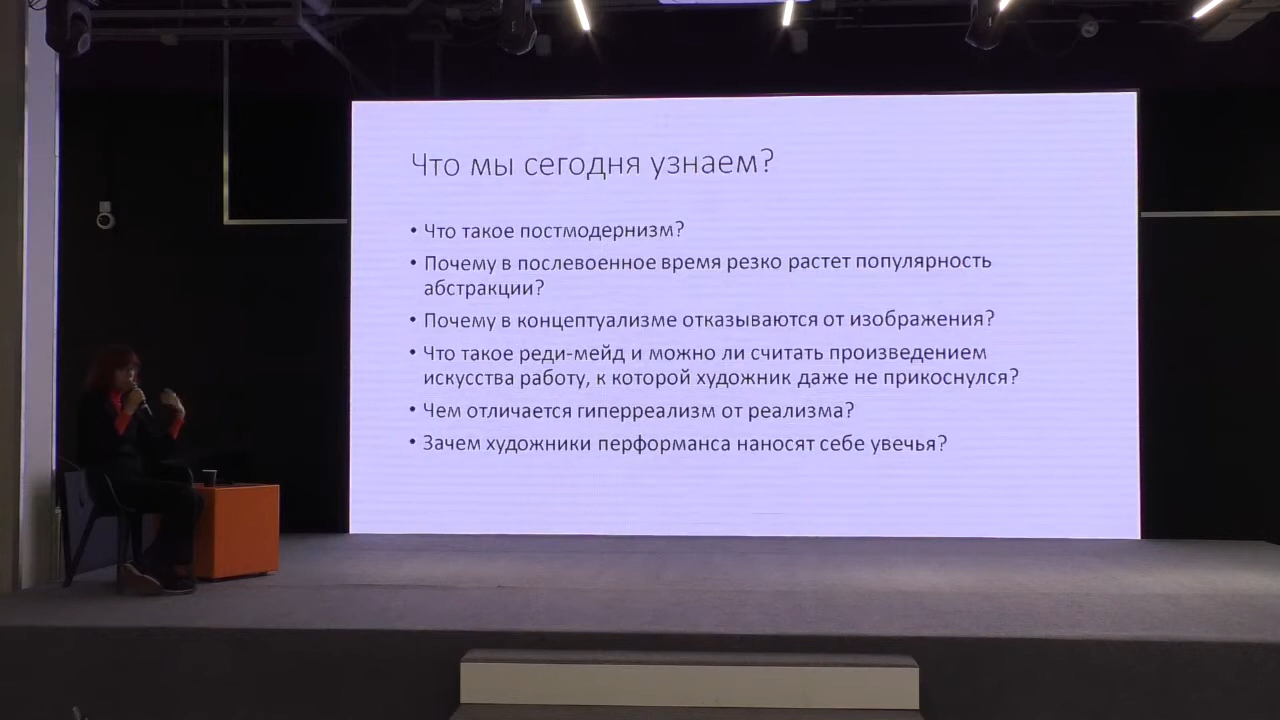 Что мы сегодня узнаем?
• Что такое постмодернизм?
• Почему в послевоенное время резко растет популярность
абстракции?
• Почему в концептуализме отказываются от изображения?
• Что такое реди-мейд и можно ли считать произведением
искусства работу, к которой художник даже не прикоснулся?
• Чем отличается гиперреализм от реализма?
• Зачем художники перформанса наносят себе увечья?